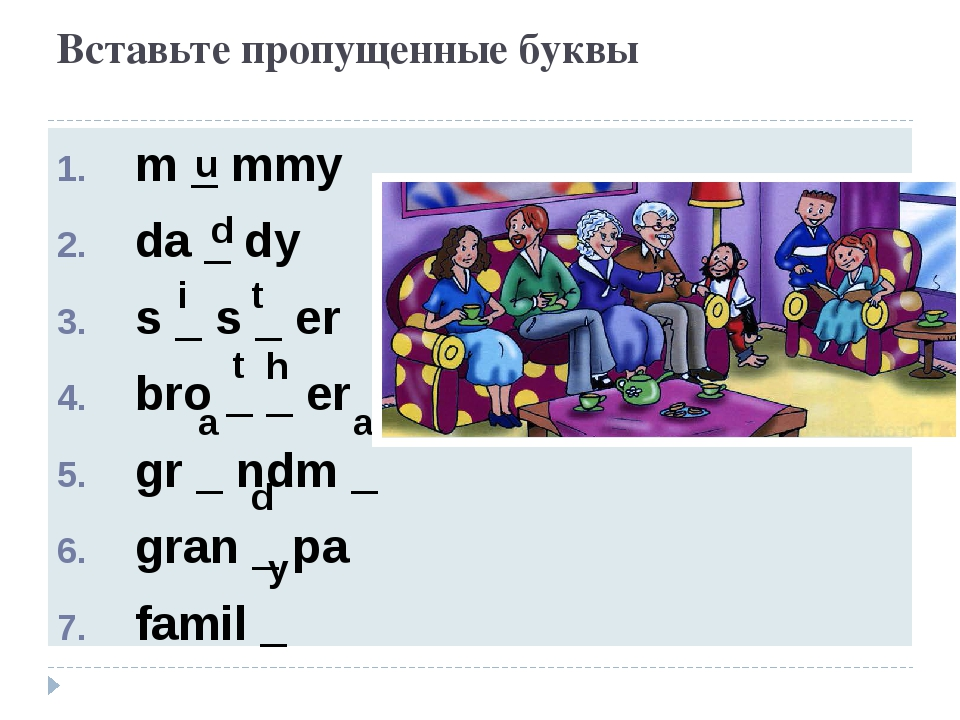 Вставьте пропущенные буквы
1. m _ mmy
u
2. da _ dy
d
3. s _ s _ er
i t
4. bro _ _ er
t h
5. gr _ ndm _
a a
6. gran _ pa
d
7. famil _
y